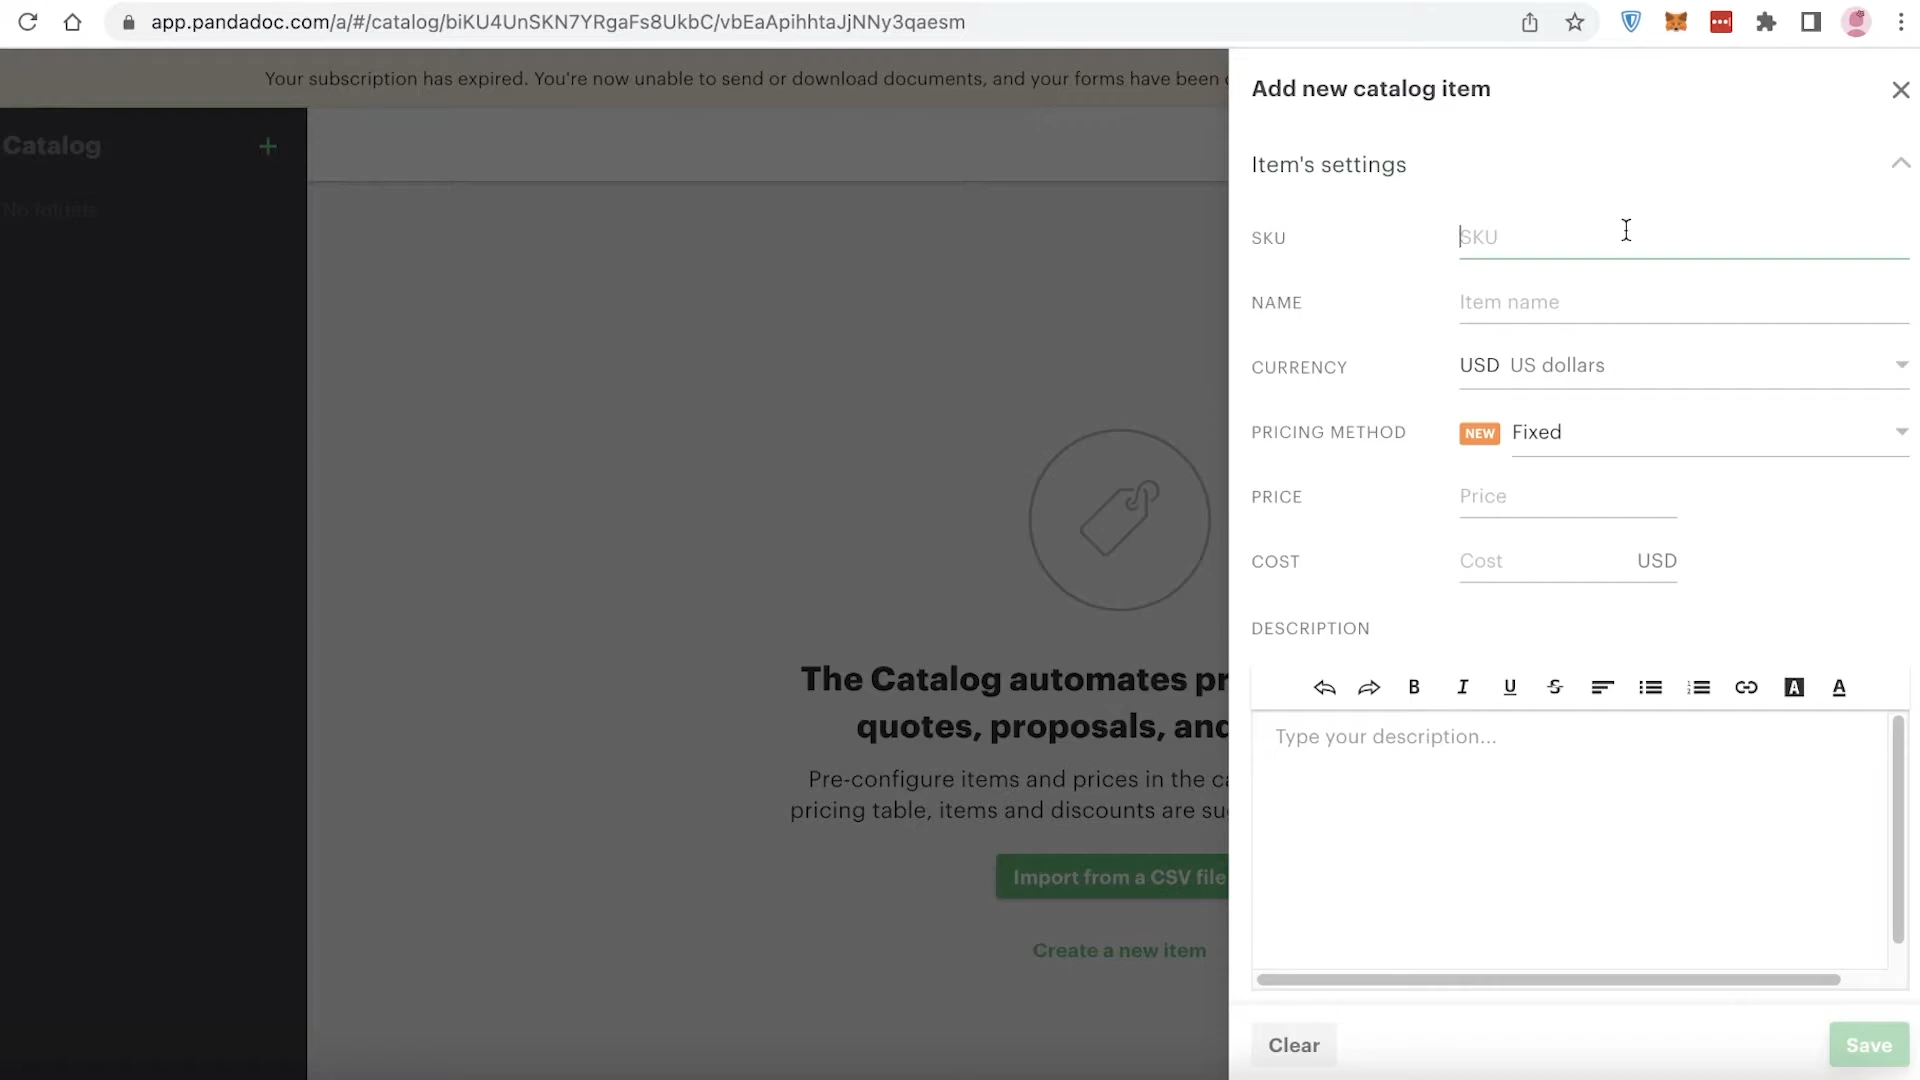 app.pandadoc.com/a/#/catalog/biKU4UnSKN7YRgaFs8UkbC/vbEaApihhtaJjNNy3qaesm
Your subscription has expired. You're now unable to send or download documents, and your forms have been
Catalog
No folders
The Catalog automates pr
quotes, proposals, and
Pre-configure items and prices in the ca
pricing table, items and discounts are su
Import from a CSV file
Create a new item
Add new catalog item
Item's settings
SKU SKU
NAME Item name
CURRENCY USD US dollars
PRICING METHOD NEW Fixed
PRICE Price
COST Cost USD
DESCRIPTION
B I U S A A
Type your description...
Clear Save